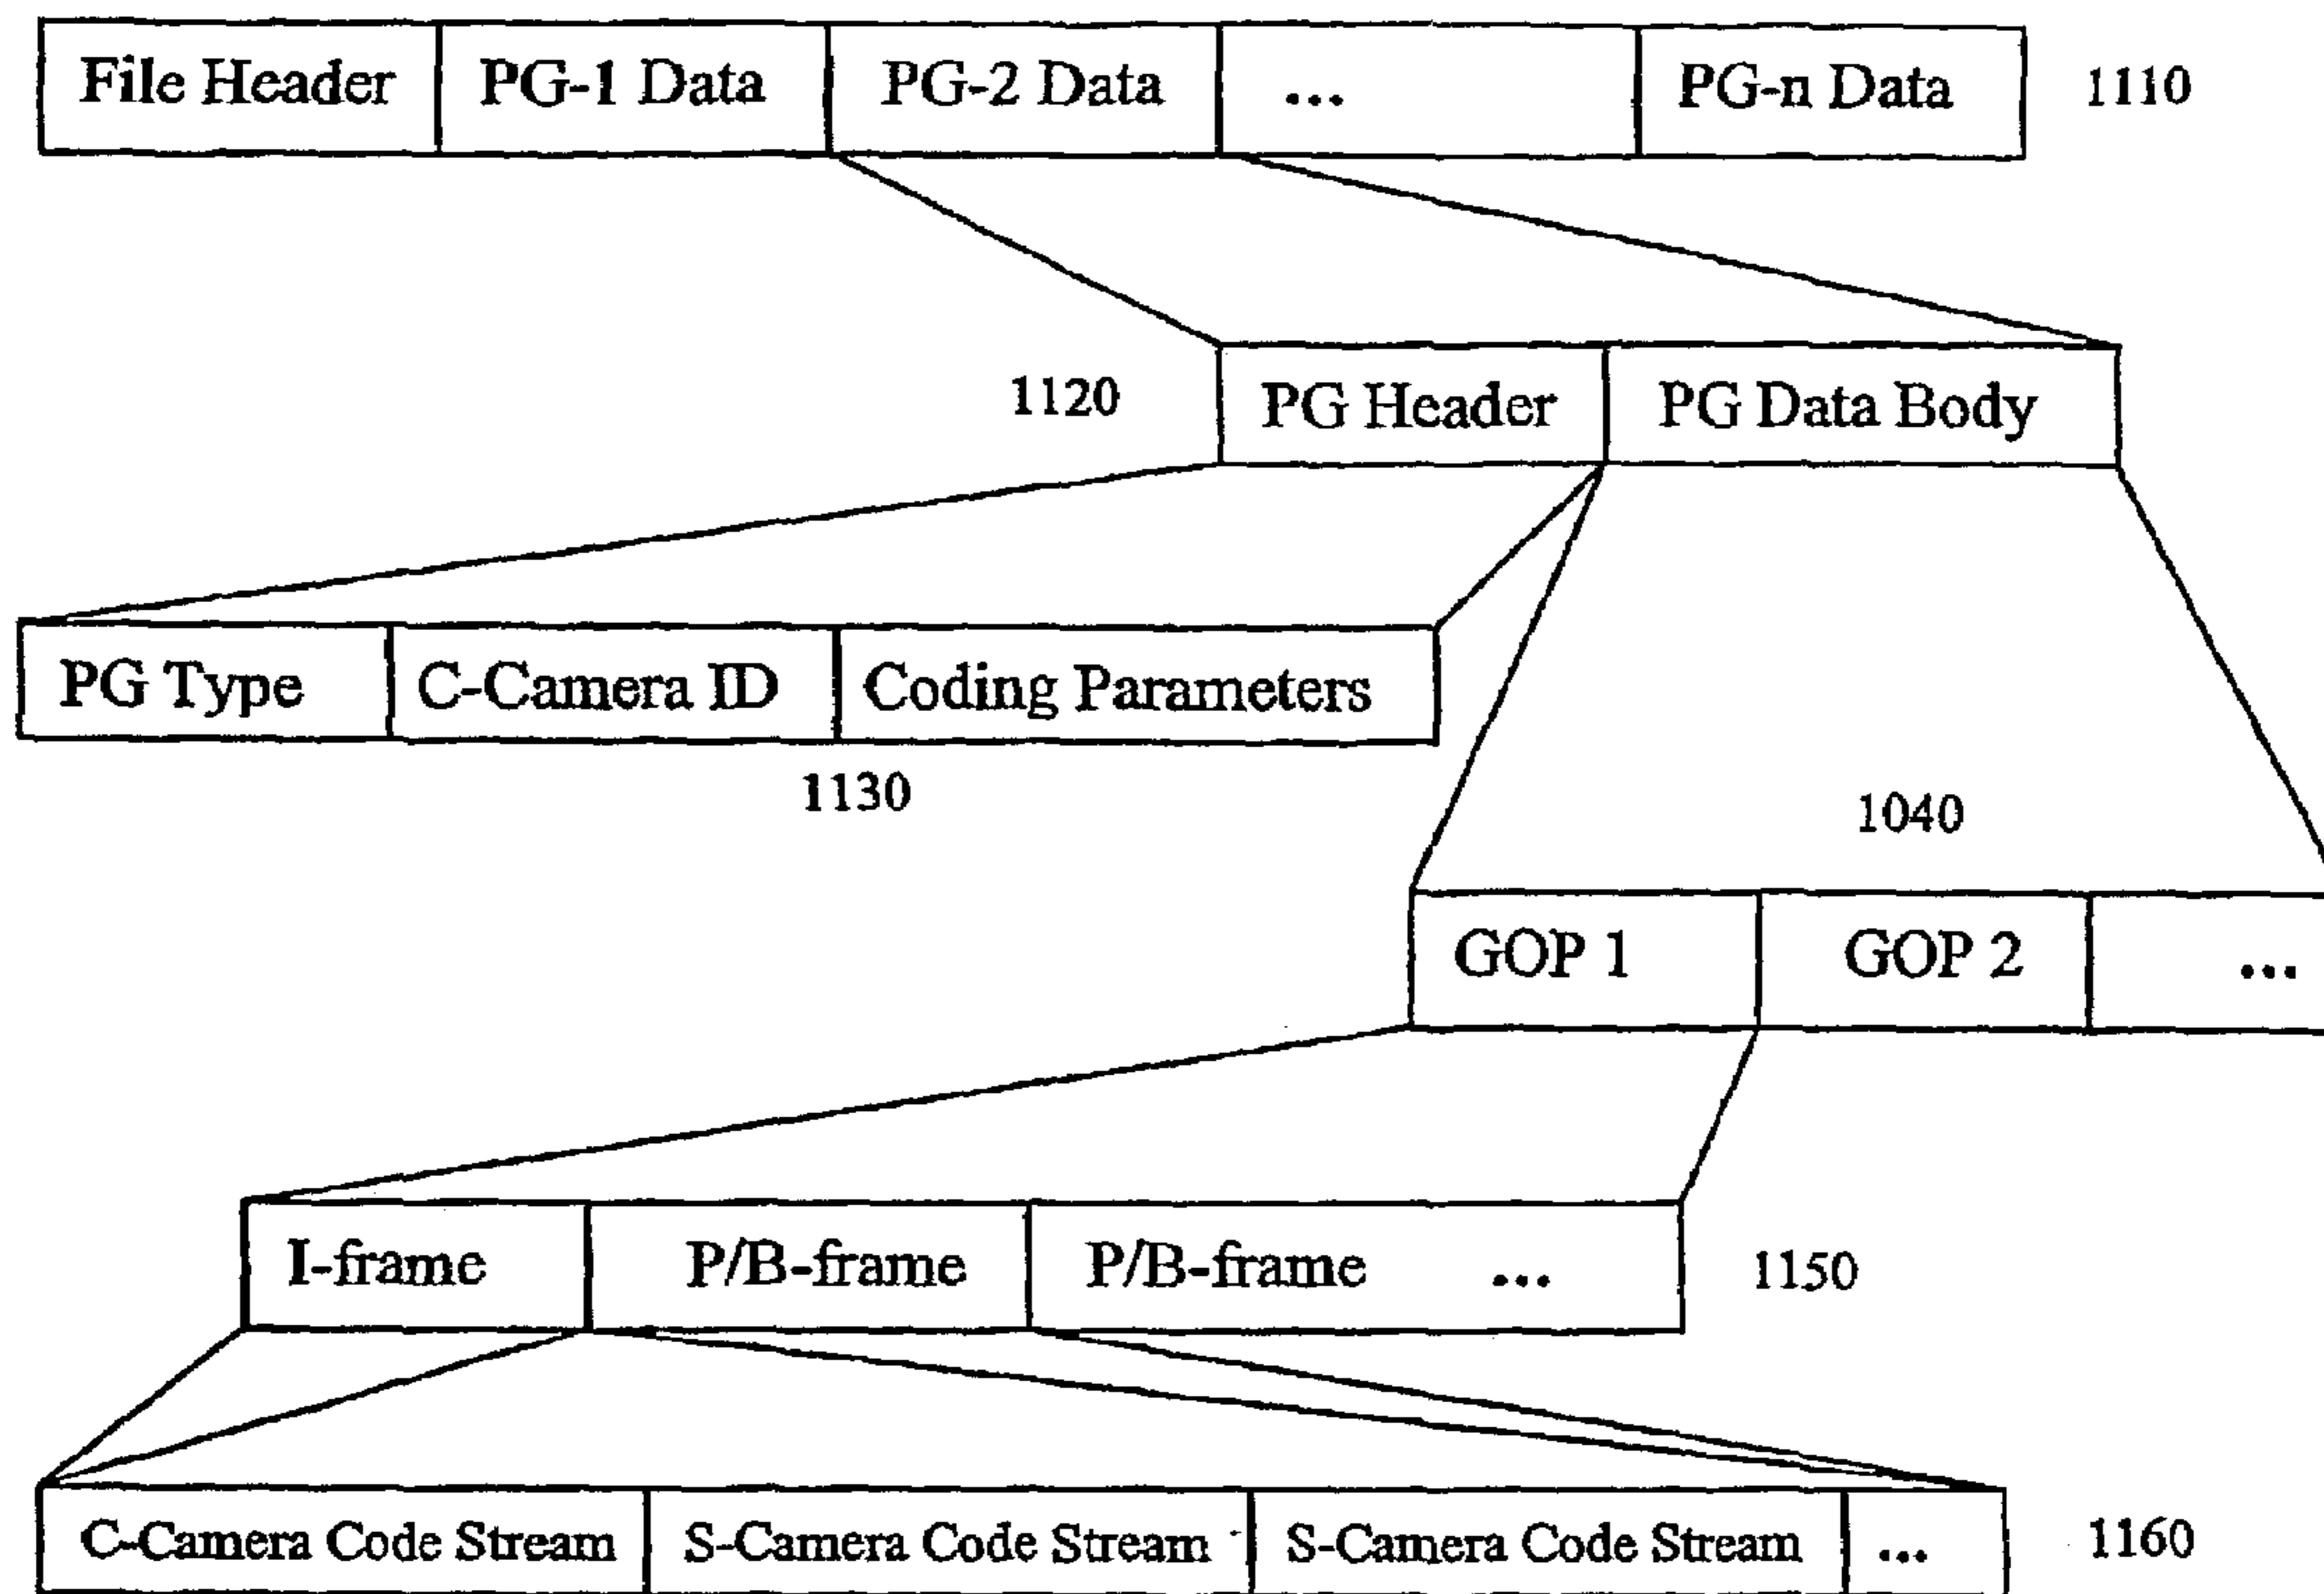 File Header PG-1 Data PG-2 Data ... PG-n Data 1110
1120 PG Header PG Data Body
PG Type C-Camera ID Coding Parameters
1130
1040
GOP 1 GOP 2 ...
I-frame P/B-frame P/B-frame ... 1150
C-Camera Code Stream S-Camera Code Stream S-Camera Code Stream ... 1160